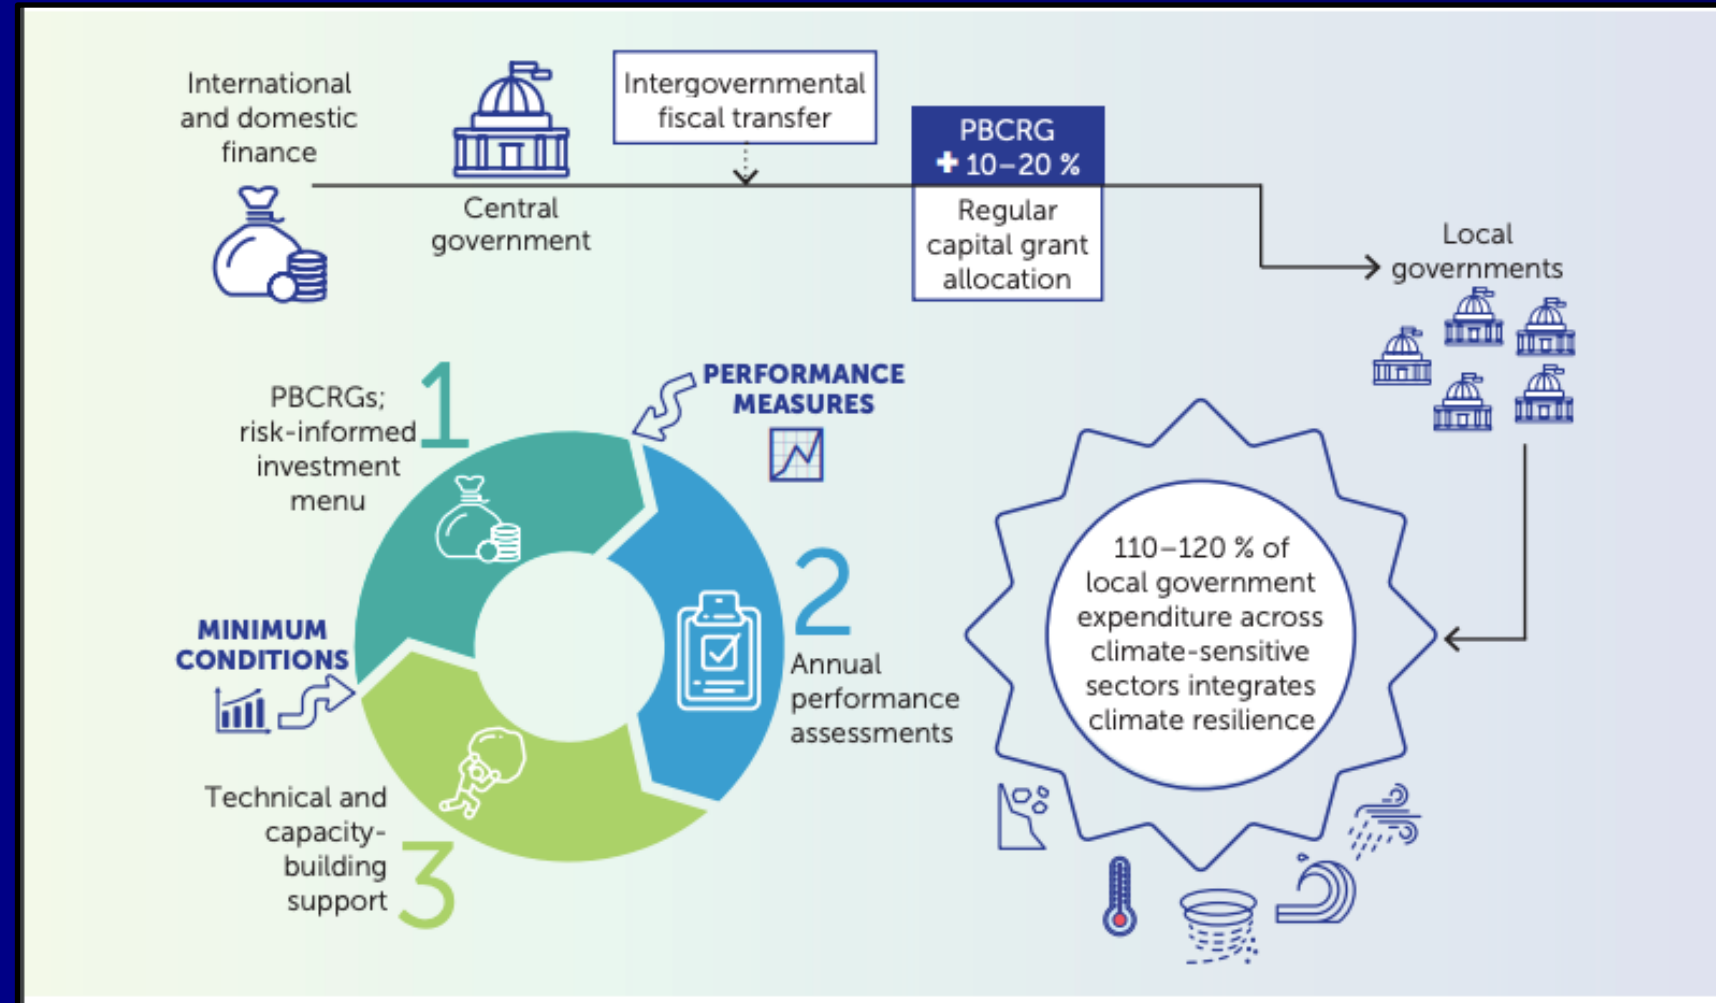 International
and domestic
finance
Central
government
Intergovernmental
fiscal transfer
PBCRG
+ 10–20 %
Regular
capital grant
allocation
Local
governments
1
PBCRGs;
risk-informed
investment
menu
PERFORMANCE
MEASURES
2
Annual
performance
assessments
MINIMUM
CONDITIONS
Technical and
capacity-
building
support
3
110–120 % of
local government
expenditure across
climate-sensitive
sectors integrates
climate resilience